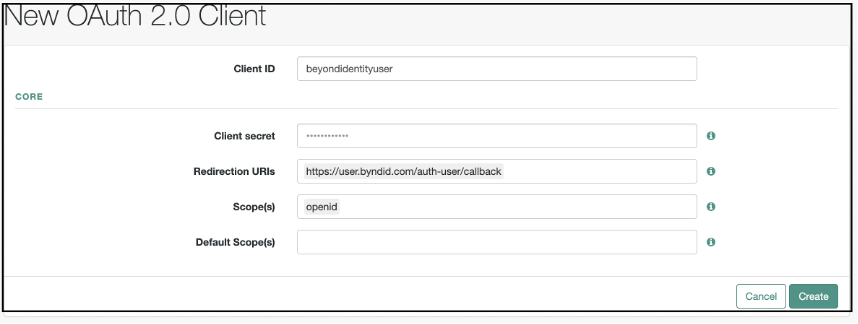 New OAuth 2.0 Client
Client ID beyondidentityuser
CORE
Client secret ••••••••••••
Redirection URIs https://user.byndid.com/auth-user/callback
Scope(s) openid
Default Scope(s)
Cancel Create